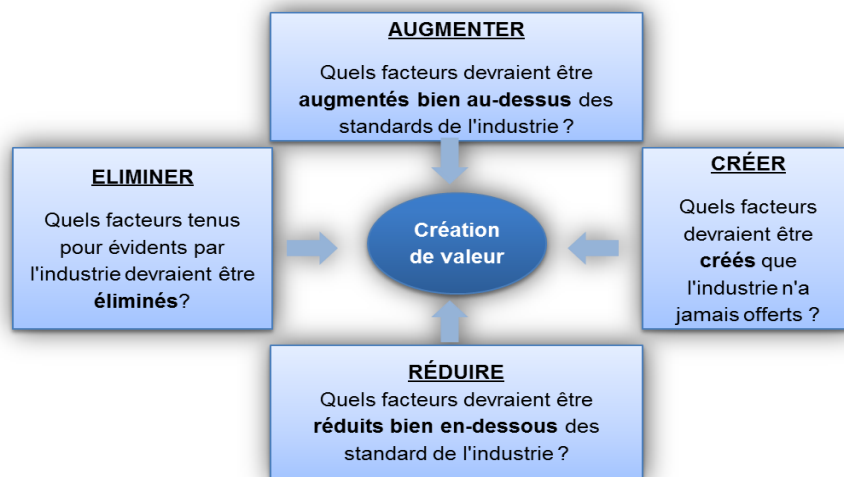 AUGMENTER
Quels facteurs devraient être
augmentés bien au-dessus des
standards de l'industrie ?
ELIMINER
Quels facteurs tenus
pour évidents par
l'industrie devraient être
éliminés?
Création
de valeur
CRÉER
Quels facteurs
devraient être
créés que
l'industrie n'a
jamais offerts ?
RÉDUIRE
Quels facteurs devraient être
réduits bien en-dessous des
standard de l'industrie ?